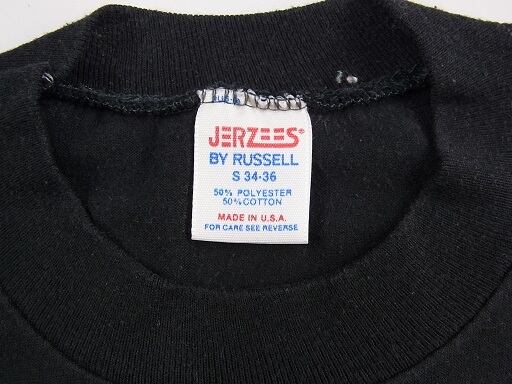 JERZEES®
BY RUSSELL
S 34-36
50% POLYESTER
50% COTTON
MADE IN U.S.A.
FOR CARE SEE REVERSE